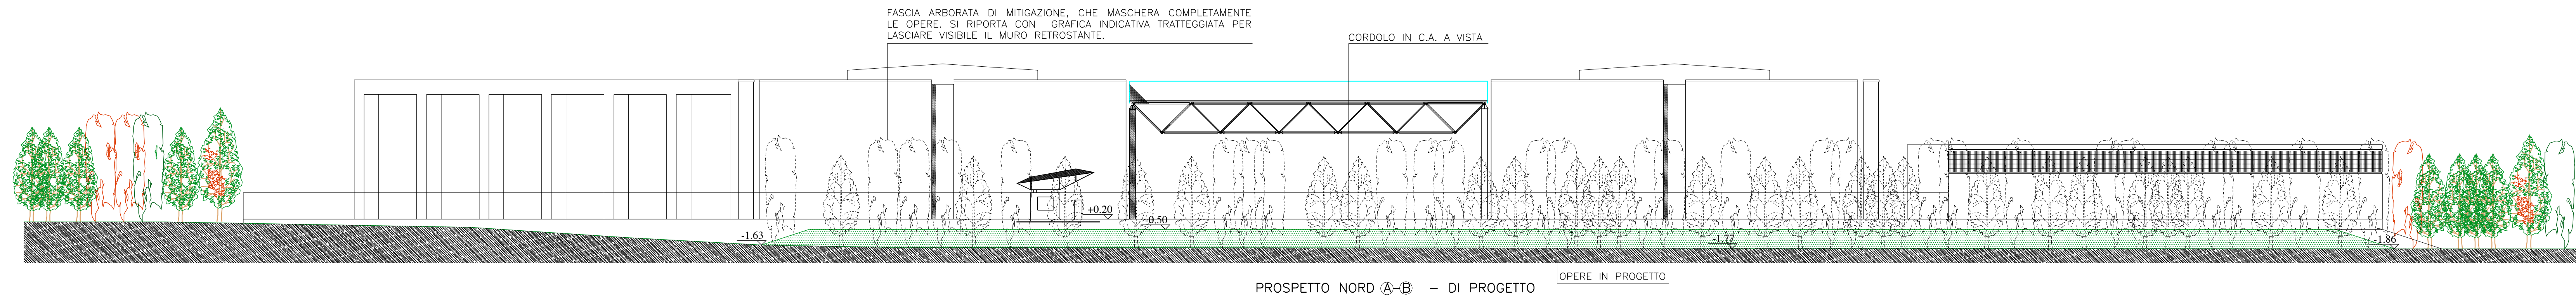 FASCIA ARBORATA DI MITIGAZIONE, CHE MASCHERA COMPLETAMENTE
LE OPERE. SI RIPORTA CON GRAFICA INDICATIVA TRATTEGGIATA PER
LASCIARE VISIBILE IL MURO RETROSTANTE.
CORDOLO IN C.A. A VISTA
+0.20
-0.50
-1.63
-1.77
-1.86
OPERE IN PROGETTO
PROSPETTO NORD A-B - DI PROGETTO